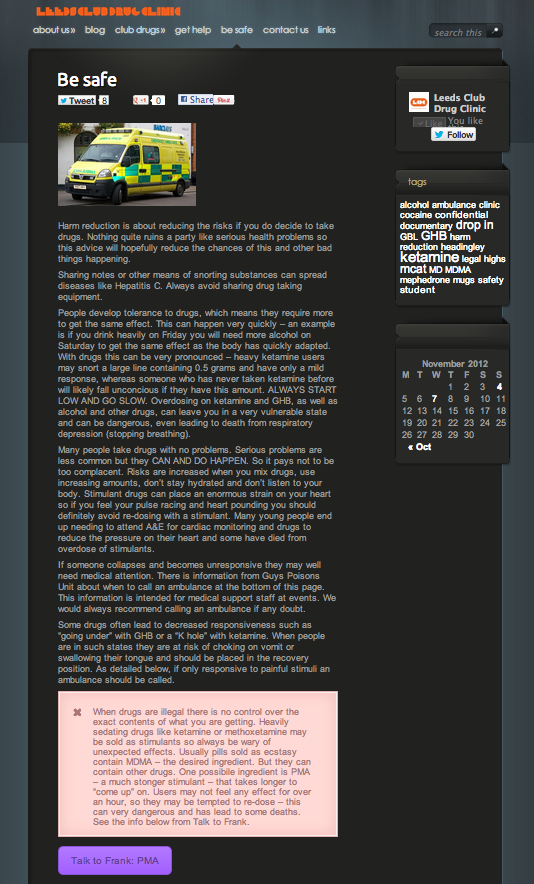 LEEDS CLUB DRUG CLINIC
about us» blog club drugs» get help be safe contact us links
search this
Be safe
Tweet 8 +1 0 Share Pin it
BARCLAYS
AMBULANCE
Harm reduction is about reducing the risks if you do decide to take
drugs. Nothing quite ruins a party like serious health problems so
this advice will hopefully reduce the chances of this and other bad
things happening.
Sharing notes or other means of snorting substances can spread
diseases like Hepatitis C. Always avoid sharing drug taking
equipment.
People develop tolerance to drugs, which means they require more
to get the same effect. This can happen very quickly – an example
is if you drink heavily on Friday you will need more alcohol on
Saturday to get the same effect as the body has quickly adapted.
With drugs this can be very pronounced – heavy ketamine users
may snort a large line containing 0.5 grams and have only a mild
response, whereas someone who has never taken ketamine before
will likely fall unconcious if they have this amount. ALWAYS START
LOW AND GO SLOW. Overdosing on ketamine and GHB, as well as
alcohol and other drugs, can leave you in a very vulnerable state
and can be dangerous, even leading to death from respiratory
depression (stopping breathing).
Many people take drugs with no problems. Serious problems are
less common but they CAN AND DO HAPPEN. So it pays not to be
too complacent. Risks are increased when you mix drugs, use
increasing amounts, don't stay hydrated and don't listen to your
body. Stimulant drugs can place an enormous strain on your heart
so if you feel your pulse racing and heart pounding you should
definitely avoid re-dosing with a stimulant. Many young people end
up needing to attend A&E for cardiac monitoring and drugs to
reduce the pressure on their heart and some have died from
overdose of stimulants.
If someone collapses and becomes unresponsive they may well
need medical attention. There is information from Guys Poisons
Unit about when to call an ambulance at the bottom of this page.
This information is intended for medical support staff at events. We
would always recommend calling an ambulance if any doubt.
Some drugs often lead to decreased responsiveness such as
"going under" with GHB or a "K hole" with ketamine. When people
are in such states they are at risk of choking on vomit or
swallowing their tongue and should be placed in the recovery
position. As detailed below, if only responsive to painful stimuli an
ambulance should be called.
When drugs are illegal there is no control over the
exact contents of what you are getting. Heavily
sedating drugs like ketamine or methoxetamine may
be sold as stimulants so always be wary of
unexpected effects. Usually pills sold as ecstasy
contain MDMA – the desired ingredient. But they can
contain other drugs. One possibile ingredient is PMA
– a much stonger stimulant – that takes longer to
"come up" on. Users may not feel any effect for over
an hour, so they may be tempted to re-dose – this
can very dangerous and has lead to some deaths.
See the info below from Talk to Frank.
Talk to Frank: PMA
Leeds Club
Drug Clinic
Like You like
Follow
tags
alcohol ambulance clinic
cocaine confidential
documentary drop in
GBL GHB harm
reduction headingley
ketamine legal highs
mcat MD MDMA
mephedrone mugs safety
student
November 2012
M T W T F S S
1 2 3 4
5 6 7 8 9 10 11
12 13 14 15 16 17 18
19 20 21 22 23 24 25
26 27 28 29 30
« Oct